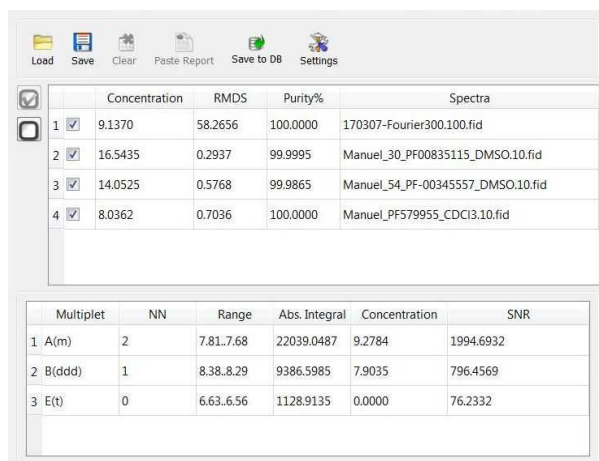 Load Save Clear Paste Report Save to DB Settings
Concentration RMDS Purity% Spectra
1 9.1370 58.2656 100.0000 170307-Fourier300.100.fid
2 16.5435 0.2937 99.9995 Manuel_30_PF00835115_DMSO.10.fid
3 14.0525 0.5768 99.9865 Manuel_54_PF-00345557_DMSO.10.fid
4 8.0362 0.7036 100.0000 Manuel_PF579955_CDCl3.10.fid
Multiplet NN Range Abs. Integral Concentration SNR
1 A(m) 2 7.81..7.68 22039.0487 9.2784 1994.6932
2 B(ddd) 1 8.38..8.29 9386.5985 7.9035 796.4569
3 E(t) 0 6.63..6.56 1128.9135 0.0000 76.2332